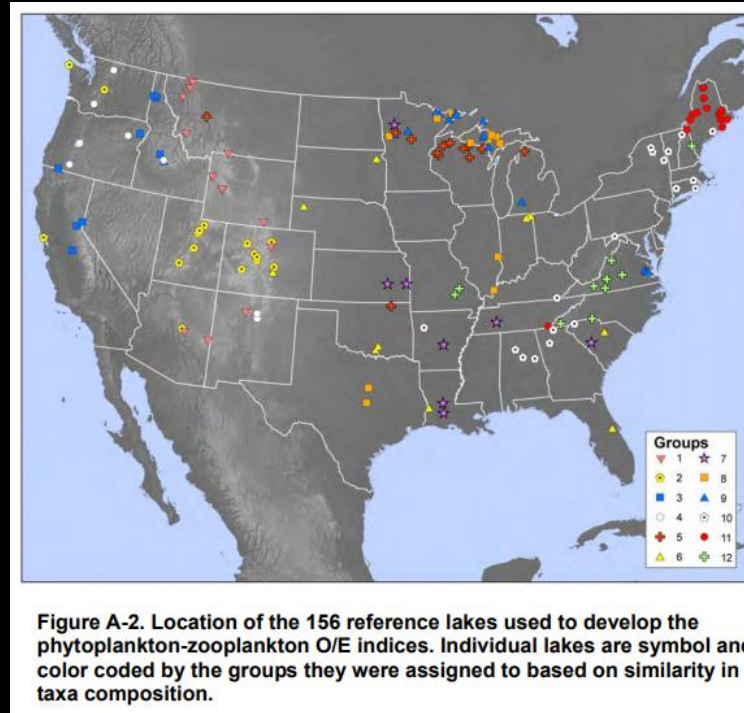 Groups
1 7
2 8
3 9
4 10
5 11
6 12
Figure A-2. Location of the 156 reference lakes used to develop the
phytoplankton-zooplankton O/E indices. Individual lakes are symbol and
color coded by the groups they were assigned to based on similarity in
taxa composition.